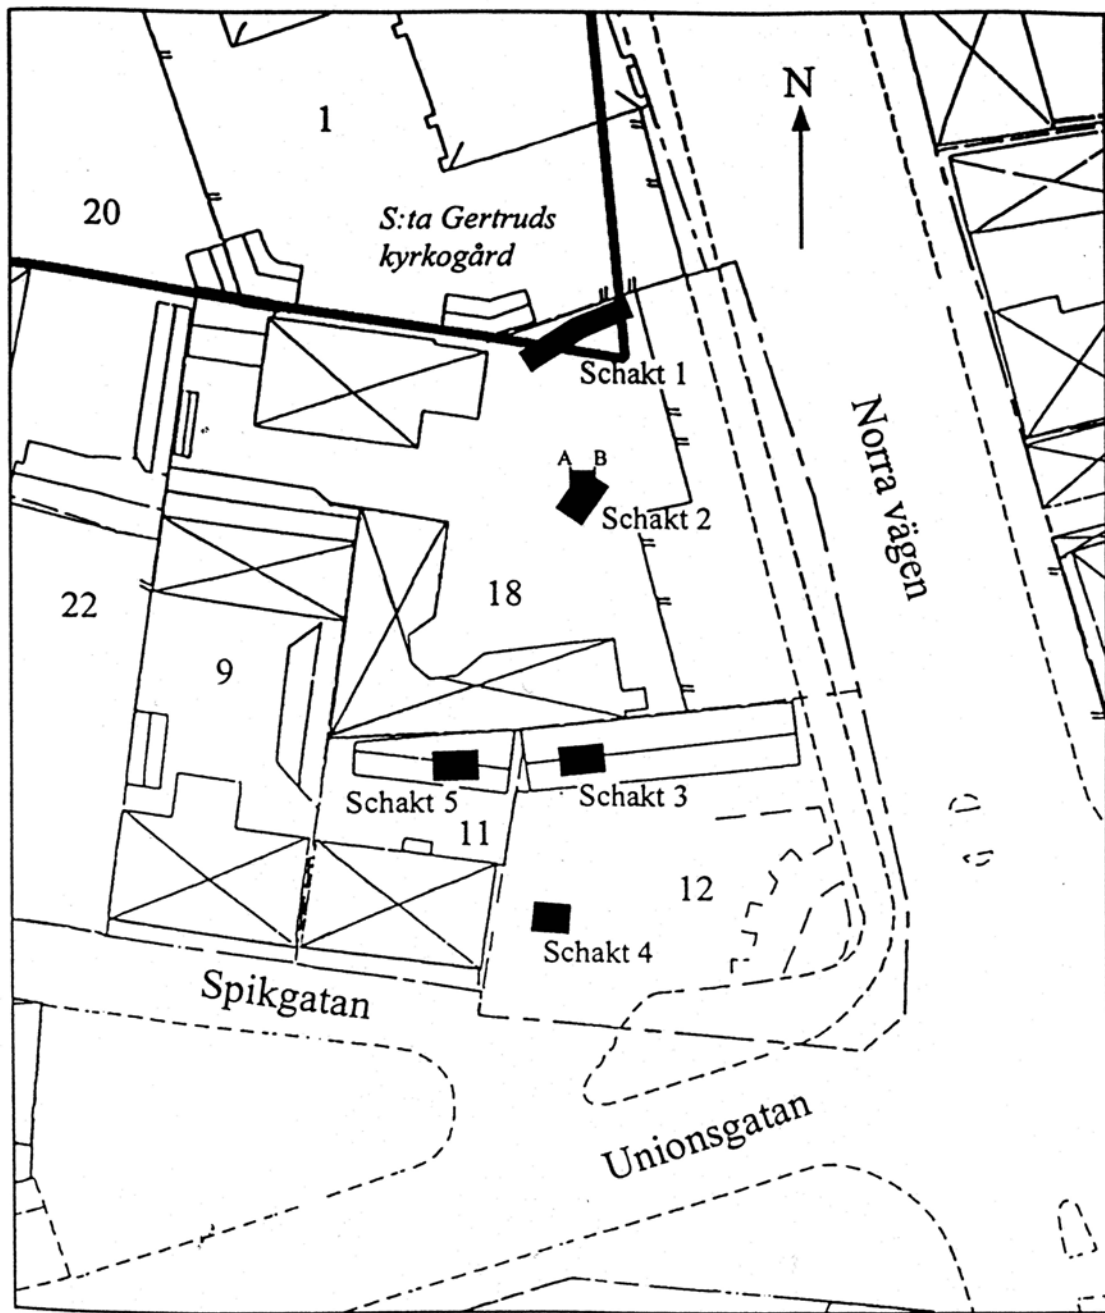 1
N
20
S:ta Gertruds
kyrkogård
Schakt 1
Norra vägen
A B
Schakt 2
18
22
9
Schakt 5
Schakt 3
11
12
Schakt 4
Spikgatan
Unionsgatan